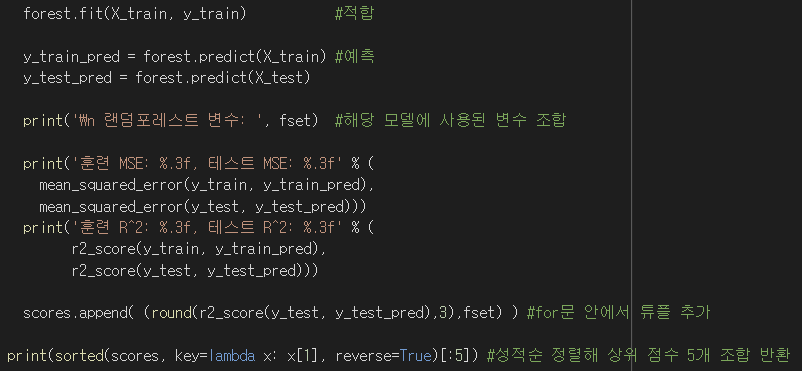 forest.fit(X_train, y_train) #적합
y_train_pred = forest.predict(X_train) #예측
y_test_pred = forest.predict(X_test)
print('₩n 랜덤포레스트 변수: ', fset) #해당 모델에 사용된 변수 조합
print('훈련 MSE: %.3f, 테스트 MSE: %.3f' % (
mean_squared_error(y_train, y_train_pred),
mean_squared_error(y_test, y_test_pred)))
print('훈련 R^2: %.3f, 테스트 R^2: %.3f' % (
r2_score(y_train, y_train_pred),
r2_score(y_test, y_test_pred)))
scores.append( (round(r2_score(y_test, y_test_pred),3),fset) ) #for문 안에서 튜플 추가
print(sorted(scores, key=lambda x: x[1], reverse=True)[:5]) #성적순 정렬해 상위 점수 5개 조합 반환